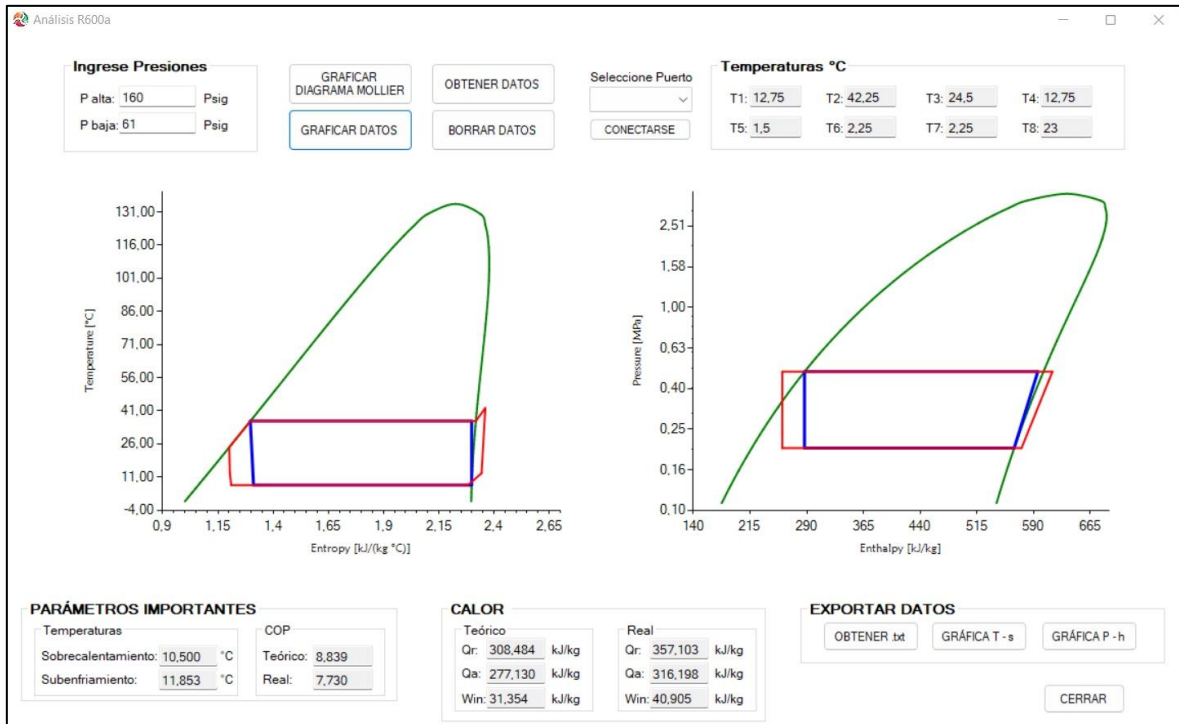 Análisis R600a
Ingrese Presiones
P alta: 160 Psig
P baja: 61 Psig
GRAFICAR DIAGRAMA MOLLIER
OBTENER DATOS
GRAFICAR DATOS
BORRAR DATOS
Seleccione Puerto
CONECTARSE
Temperaturas °C
T1: 12,75 T2: 42,25 T3: 24,5 T4: 12,75
T5: 1,5 T6: 2,25 T7: 2,25 T8: 23
Temperature [°C]
131,00
116,00
101,00
86,00
71,00
56,00
41,00
26,00
11,00
-4,00
0,9 1,15 1,4 1,65 1,9 2,15 2,4 2,65
Entropy [kJ/(kg °C)]
Pressure [MPa]
2,51
1,58
1,00
0,63
0,40
0,25
0,16
0,10
140 215 290 365 440 515 590 665
Enthalpy [kJ/kg]
PARÁMETROS IMPORTANTES
Temperaturas
Sobrecalentamiento: 10,500 °C
Subenfriamiento: 11,853 °C
COP
Teórico: 8,839
Real: 7,730
CALOR
Teórico
Qr: 308,484 kJ/kg
Qa: 277,130 kJ/kg
Win: 31,354 kJ/kg
Real
Qr: 357,103 kJ/kg
Qa: 316,198 kJ/kg
Win: 40,905 kJ/kg
EXPORTAR DATOS
OBTENER .txt
GRÁFICA T - s
GRÁFICA P - h
CERRAR